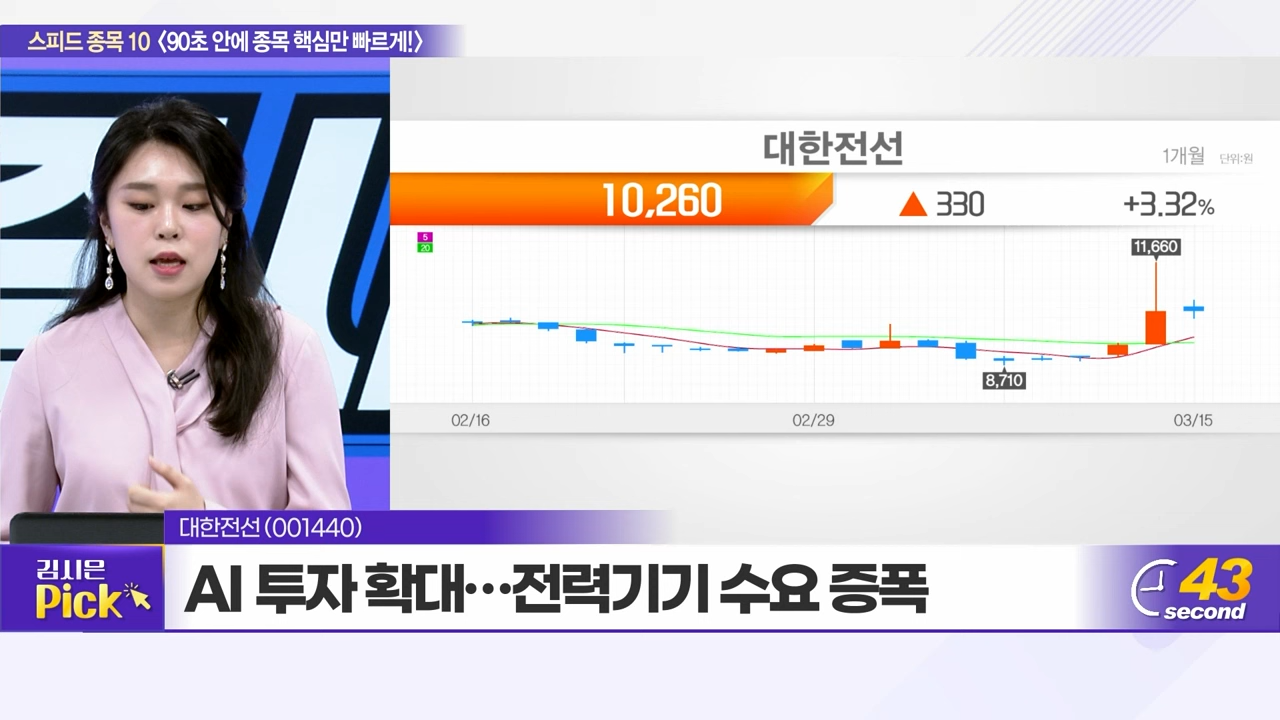 스피드 종목 10 〈90초 안에 종목 핵심만 빠르게!〉
대한전선
1개월 단위:원
10,260 ▲ 330 +3.32%
5
20
11,660
8,710
02/16 02/29 03/15
대한전선 (001440)
김시은
Pick
AI 투자 확대…전력기기 수요 증폭
43
second